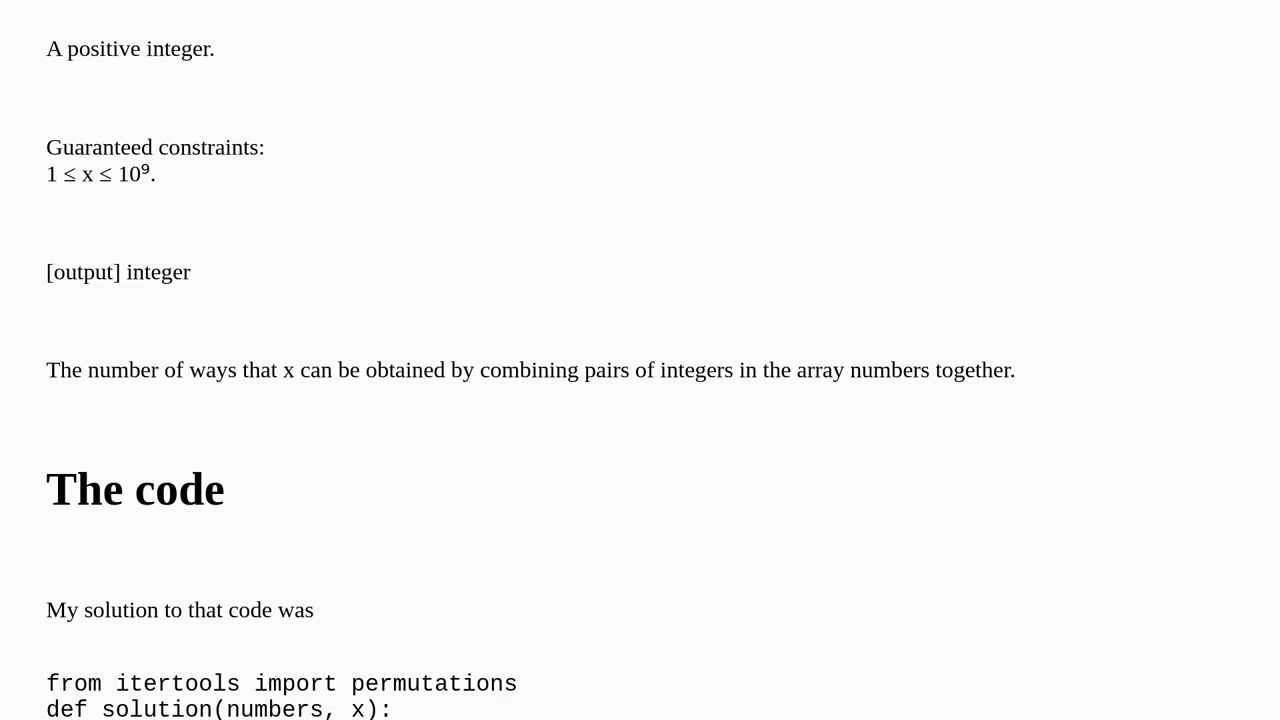 A positive integer.
Guaranteed constraints:
1 ≤ x ≤ 10⁹.
[output] integer
The number of ways that x can be obtained by combining pairs of integers in the array numbers together.
The code
My solution to that code was
from itertools import permutations
def solution(numbers, x):